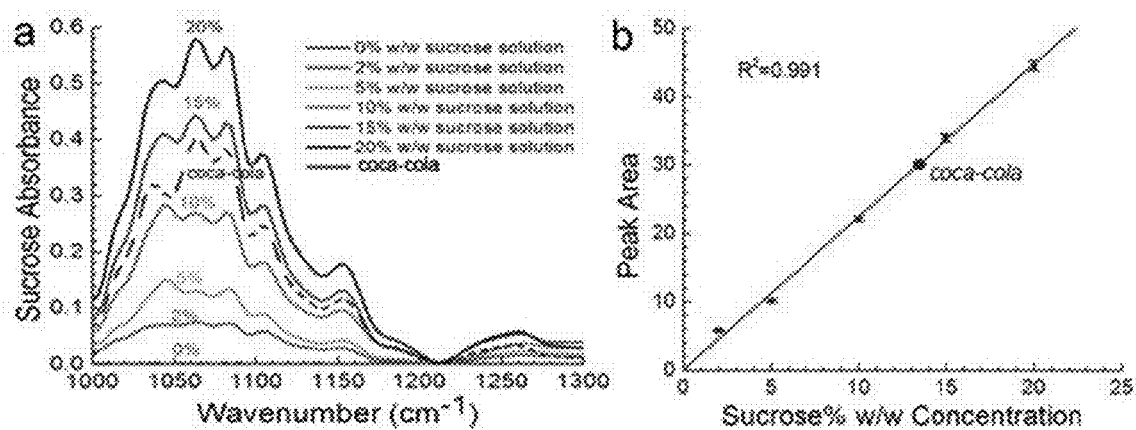 a
Sucrose Absorbance
0.6
0.5
0.4
0.3
0.2
0.1
0.0
20%
15%
coca-cola
10%
5%
2%
0%
0% w/w sucrose solution
2% w/w sucrose solution
5% w/w sucrose solution
10% w/w sucrose solution
15% w/w sucrose solution
20% w/w sucrose solution
coca-cola
1000 1050 1100 1150 1200 1250 1300
Wavenumber (cm⁻¹)
b
Peak Area
50
40
30
20
10
0
R²=0.991
coca-cola
0 5 10 15 20 25
Sucrose% w/w Concentration